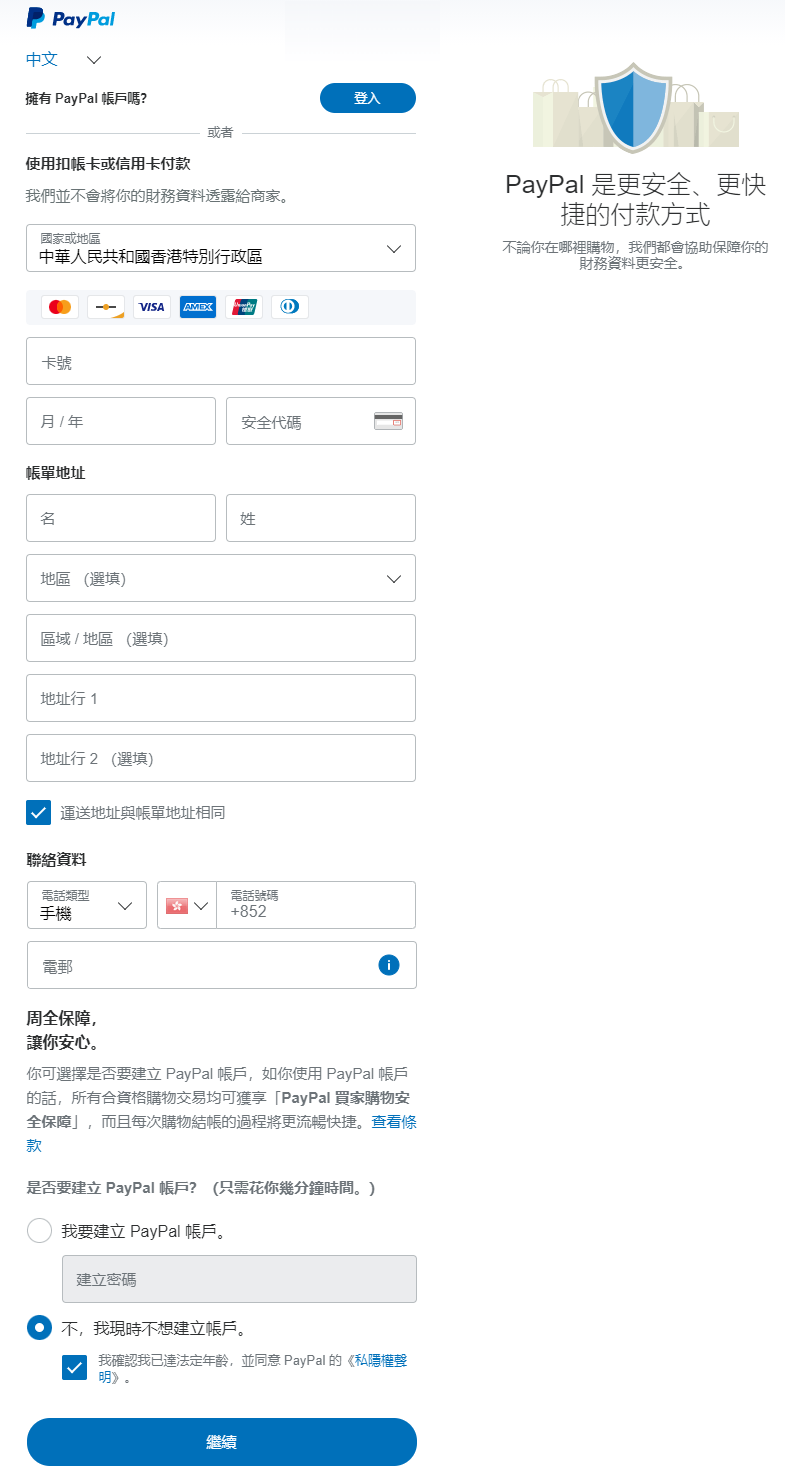 PayPal
中文
擁有 PayPal 帳戶嗎?
登入
或者
使用扣帳卡或信用卡付款
我們並不會將你的財務資料透露給商家。
國家或地區
中華人民共和國香港特別行政區
VISA
AMEX
UnionPay
銀聯
卡號
月 / 年
安全代碼
帳單地址
名
姓
地區 (選填)
區域 / 地區 (選填)
地址行 1
地址行 2 (選填)
運送地址與帳單地址相同
聯絡資料
電話類型
手機
電話號碼
+852
電郵
i
周全保障,
讓你安心。
你可選擇是否要建立 PayPal 帳戶,如你使用 PayPal 帳戶
的話,所有合資格購物交易均可獲享「PayPal 買家購物安
全保障」,而且每次購物結帳的過程將更流暢快捷。查看條
款
是否要建立 PayPal 帳戶? (只需花你幾分鐘時間。)
我要建立 PayPal 帳戶。
建立密碼
不,我現時不想建立帳戶。
我確認我已達法定年齡,並同意 PayPal 的《私隱權聲
明》。
繼續
PayPal 是更安全、更快
捷的付款方式
不論你在哪裡購物,我們都會協助保障你的
財務資料更安全。